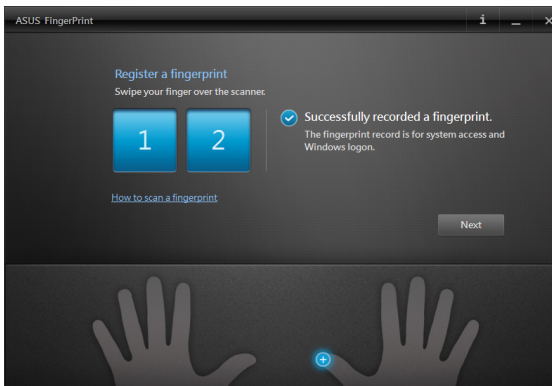 ASUS FingerPrint
i
Register a fingerprint
Swipe your finger over the scanner.
1 2
Successfully recorded a fingerprint.
The fingerprint record is for system access and
Windows logon.
How to scan a fingerprint
Next